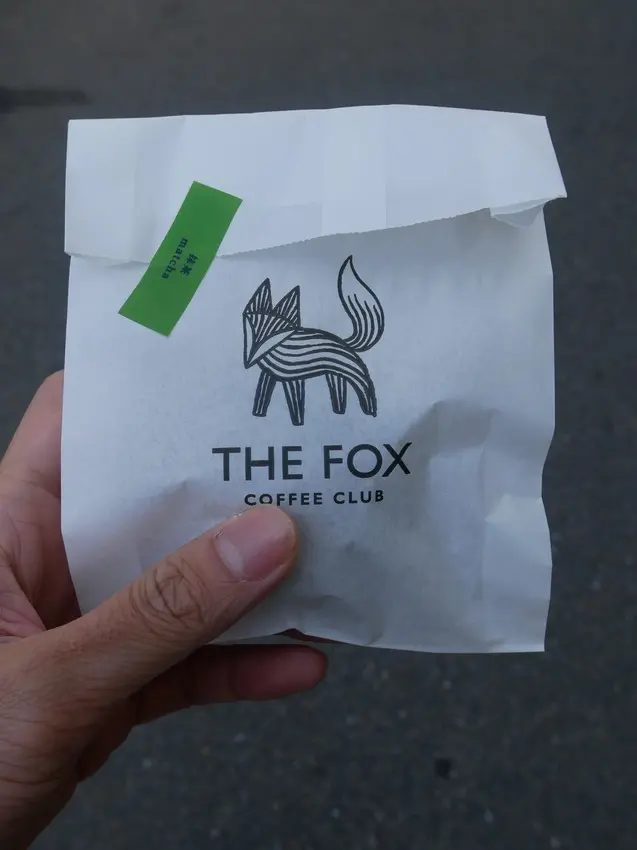 抹茶
matcha
THE FOX
COFFEE CLUB